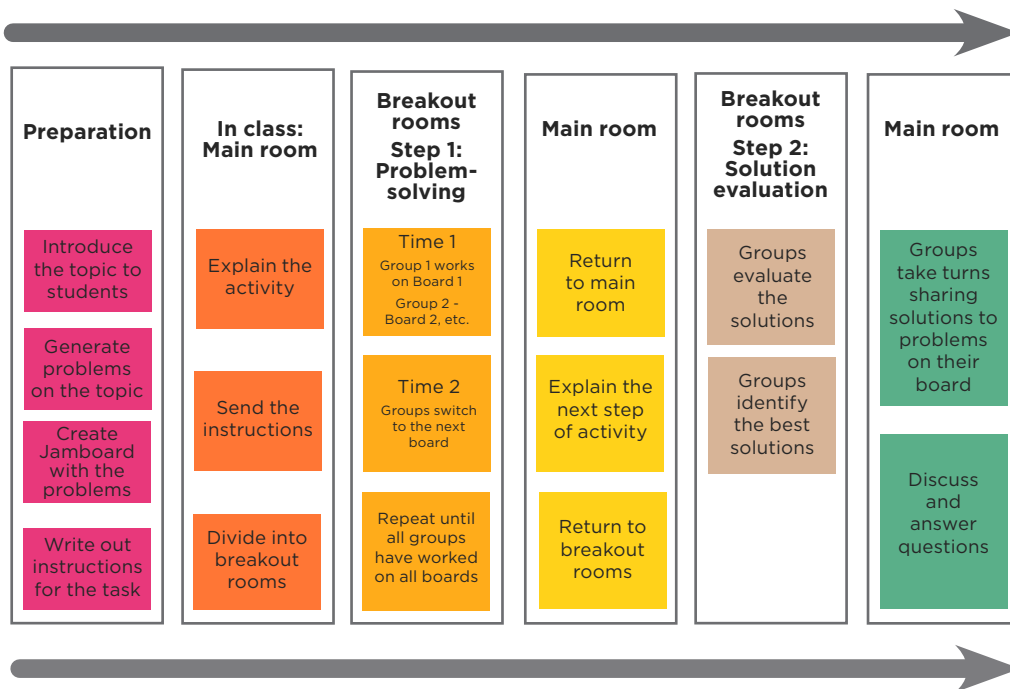 Preparation
Introduce
the topic to
students
Generate
problems
on the topic
Create
Jamboard
with the
problems
Write out
instructions
for the task
In class:
Main room
Explain the
activity
Send the
instructions
Divide into
breakout
rooms
Breakout
rooms
Step 1:
Problem-
solving
Time 1
Group 1 works
on Board 1
Group 2 -
Board 2, etc.
Time 2
Groups switch
to the next
board
Repeat until
all groups
have worked
on all boards
Main room
Return
to main
room
Explain the
next step
of activity
Return to
breakout
rooms
Breakout
rooms
Step 2:
Solution
evaluation
Groups
evaluate
the
solutions
Groups
identify
the best
solutions
Main room
Groups
take turns
sharing
solutions to
problems
on their
board
Discuss
and
answer
questions